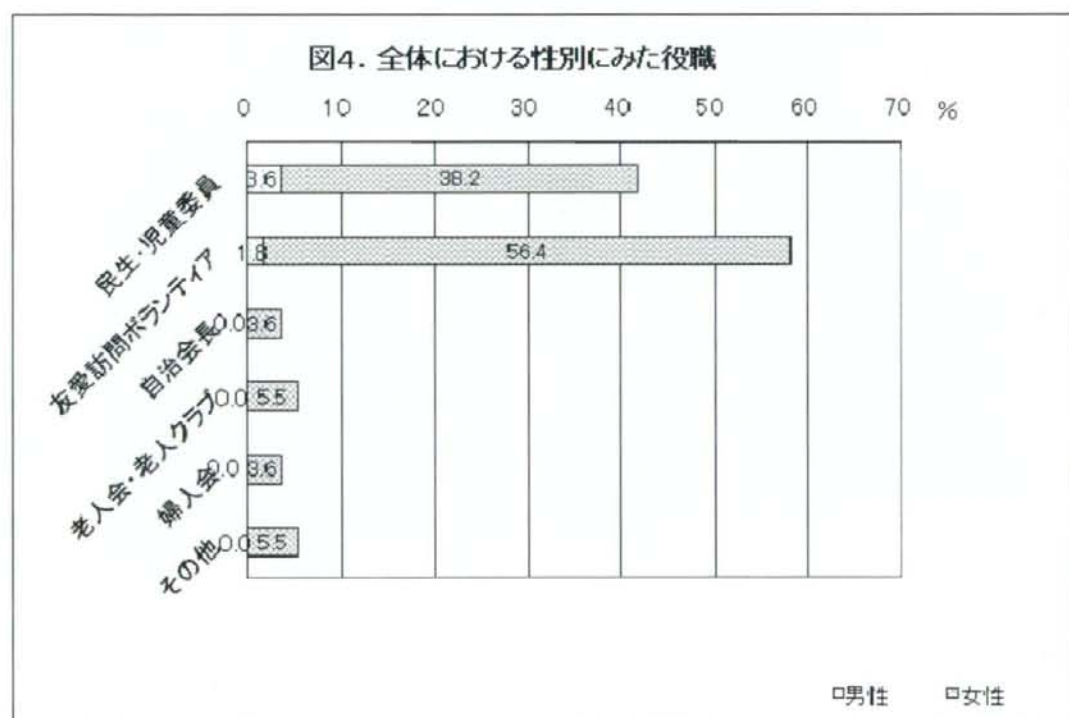 図4. 全体における性別にみた役職
0 10 20 30 40 50 60 70 %
民生・児童委員 3.6 38.2
友愛訪問ボランティア 1.8 56.4
自治会長 0.0 3.6
老人会・老人クラブ 0.0 5.5
婦人会 0.0 3.6
その他 0.0 5.5
男性 女性